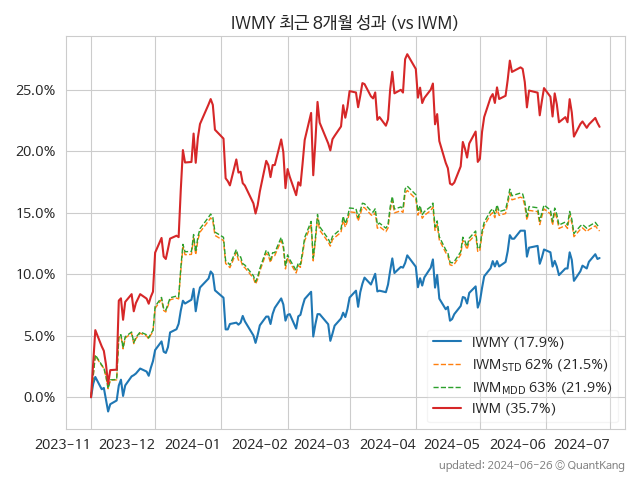 IWMY 최근 8개월 성과 (vs IWM)
25.0%
20.0%
15.0%
10.0%
5.0%
0.0%
IWMY (17.9%)
IWM_STD 62% (21.5%)
IWM_MDD 63% (21.9%)
IWM (35.7%)
2023-11 2023-12 2024-01 2024-02 2024-03 2024-04 2024-05 2024-06 2024-07
updated: 2024-06-26 © QuantKang